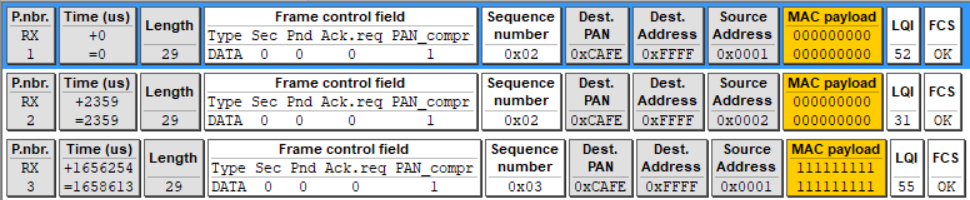 P.nbr. Time (us) Length Frame control field Sequence Dest. Dest. Source MAC payload LQI FCS
RX +0 Type Sec Pnd Ack.req PAN_compr number PAN Address Address 000000000
1 =0 29 DATA 0 0 0 1 0x02 0xCAFE 0xFFFF 0x0001 000000000 52 OK
P.nbr. Time (us) Length Frame control field Sequence Dest. Dest. Source MAC payload LQI FCS
RX +2359 Type Sec Pnd Ack.req PAN_compr number PAN Address Address 000000000
2 =2359 29 DATA 0 0 0 1 0x02 0xCAFE 0xFFFF 0x0002 000000000 31 OK
P.nbr. Time (us) Length Frame control field Sequence Dest. Dest. Source MAC payload LQI FCS
RX +1656254 Type Sec Pnd Ack.req PAN_compr number PAN Address Address 111111111
3 =1658613 29 DATA 0 0 0 1 0x03 0xCAFE 0xFFFF 0x0001 111111111 55 OK